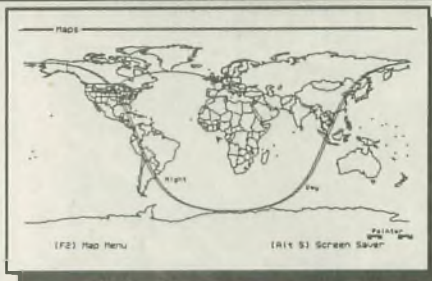 Maps
Night
Day
Pointer
(F2) Map Menu
(Alt S) Screen Saver